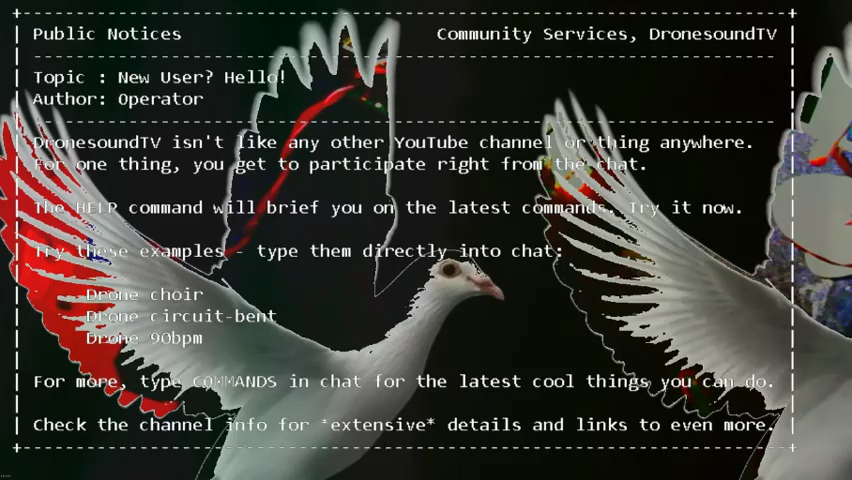 Public Notices Community Services, DronesoundTV
Topic : New User? Hello!
Author: Operator
DronesoundTV isn't like any other YouTube channel or thing anywhere.
For one thing, you get to participate right from the chat.
The HELP command will brief you on the latest commands. Try it now.
Try these examples - type them directly into chat:
Drone choir
Drone circuit-bent
Drone 90bpm
For more, type COMMANDS in chat for the latest cool things you can do.
Check the channel info for *extensive* details and links to even more.